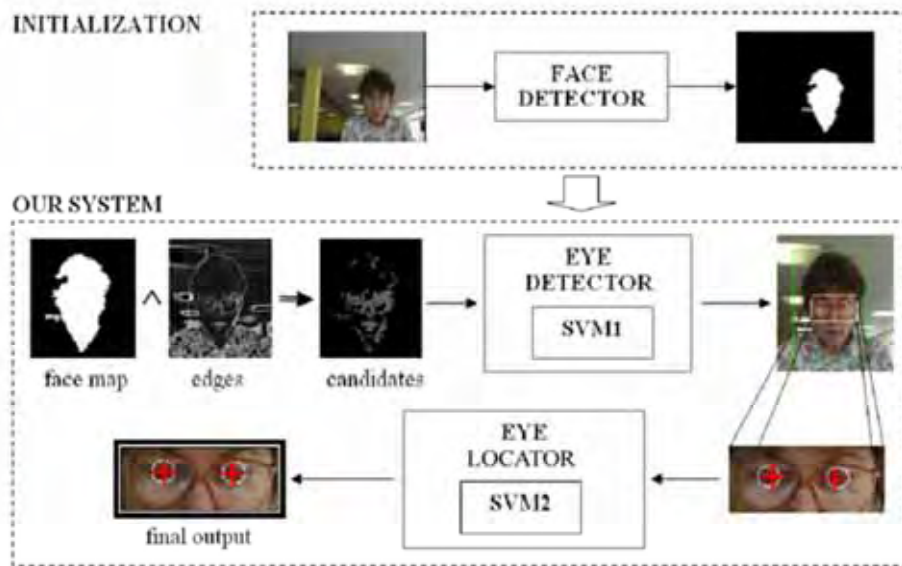 INITIALIZATION
FACE
DETECTOR
OUR SYSTEM
face map
^
edges
candidates
EYE
DETECTOR
SVM1
EYE
LOCATOR
SVM2
final output